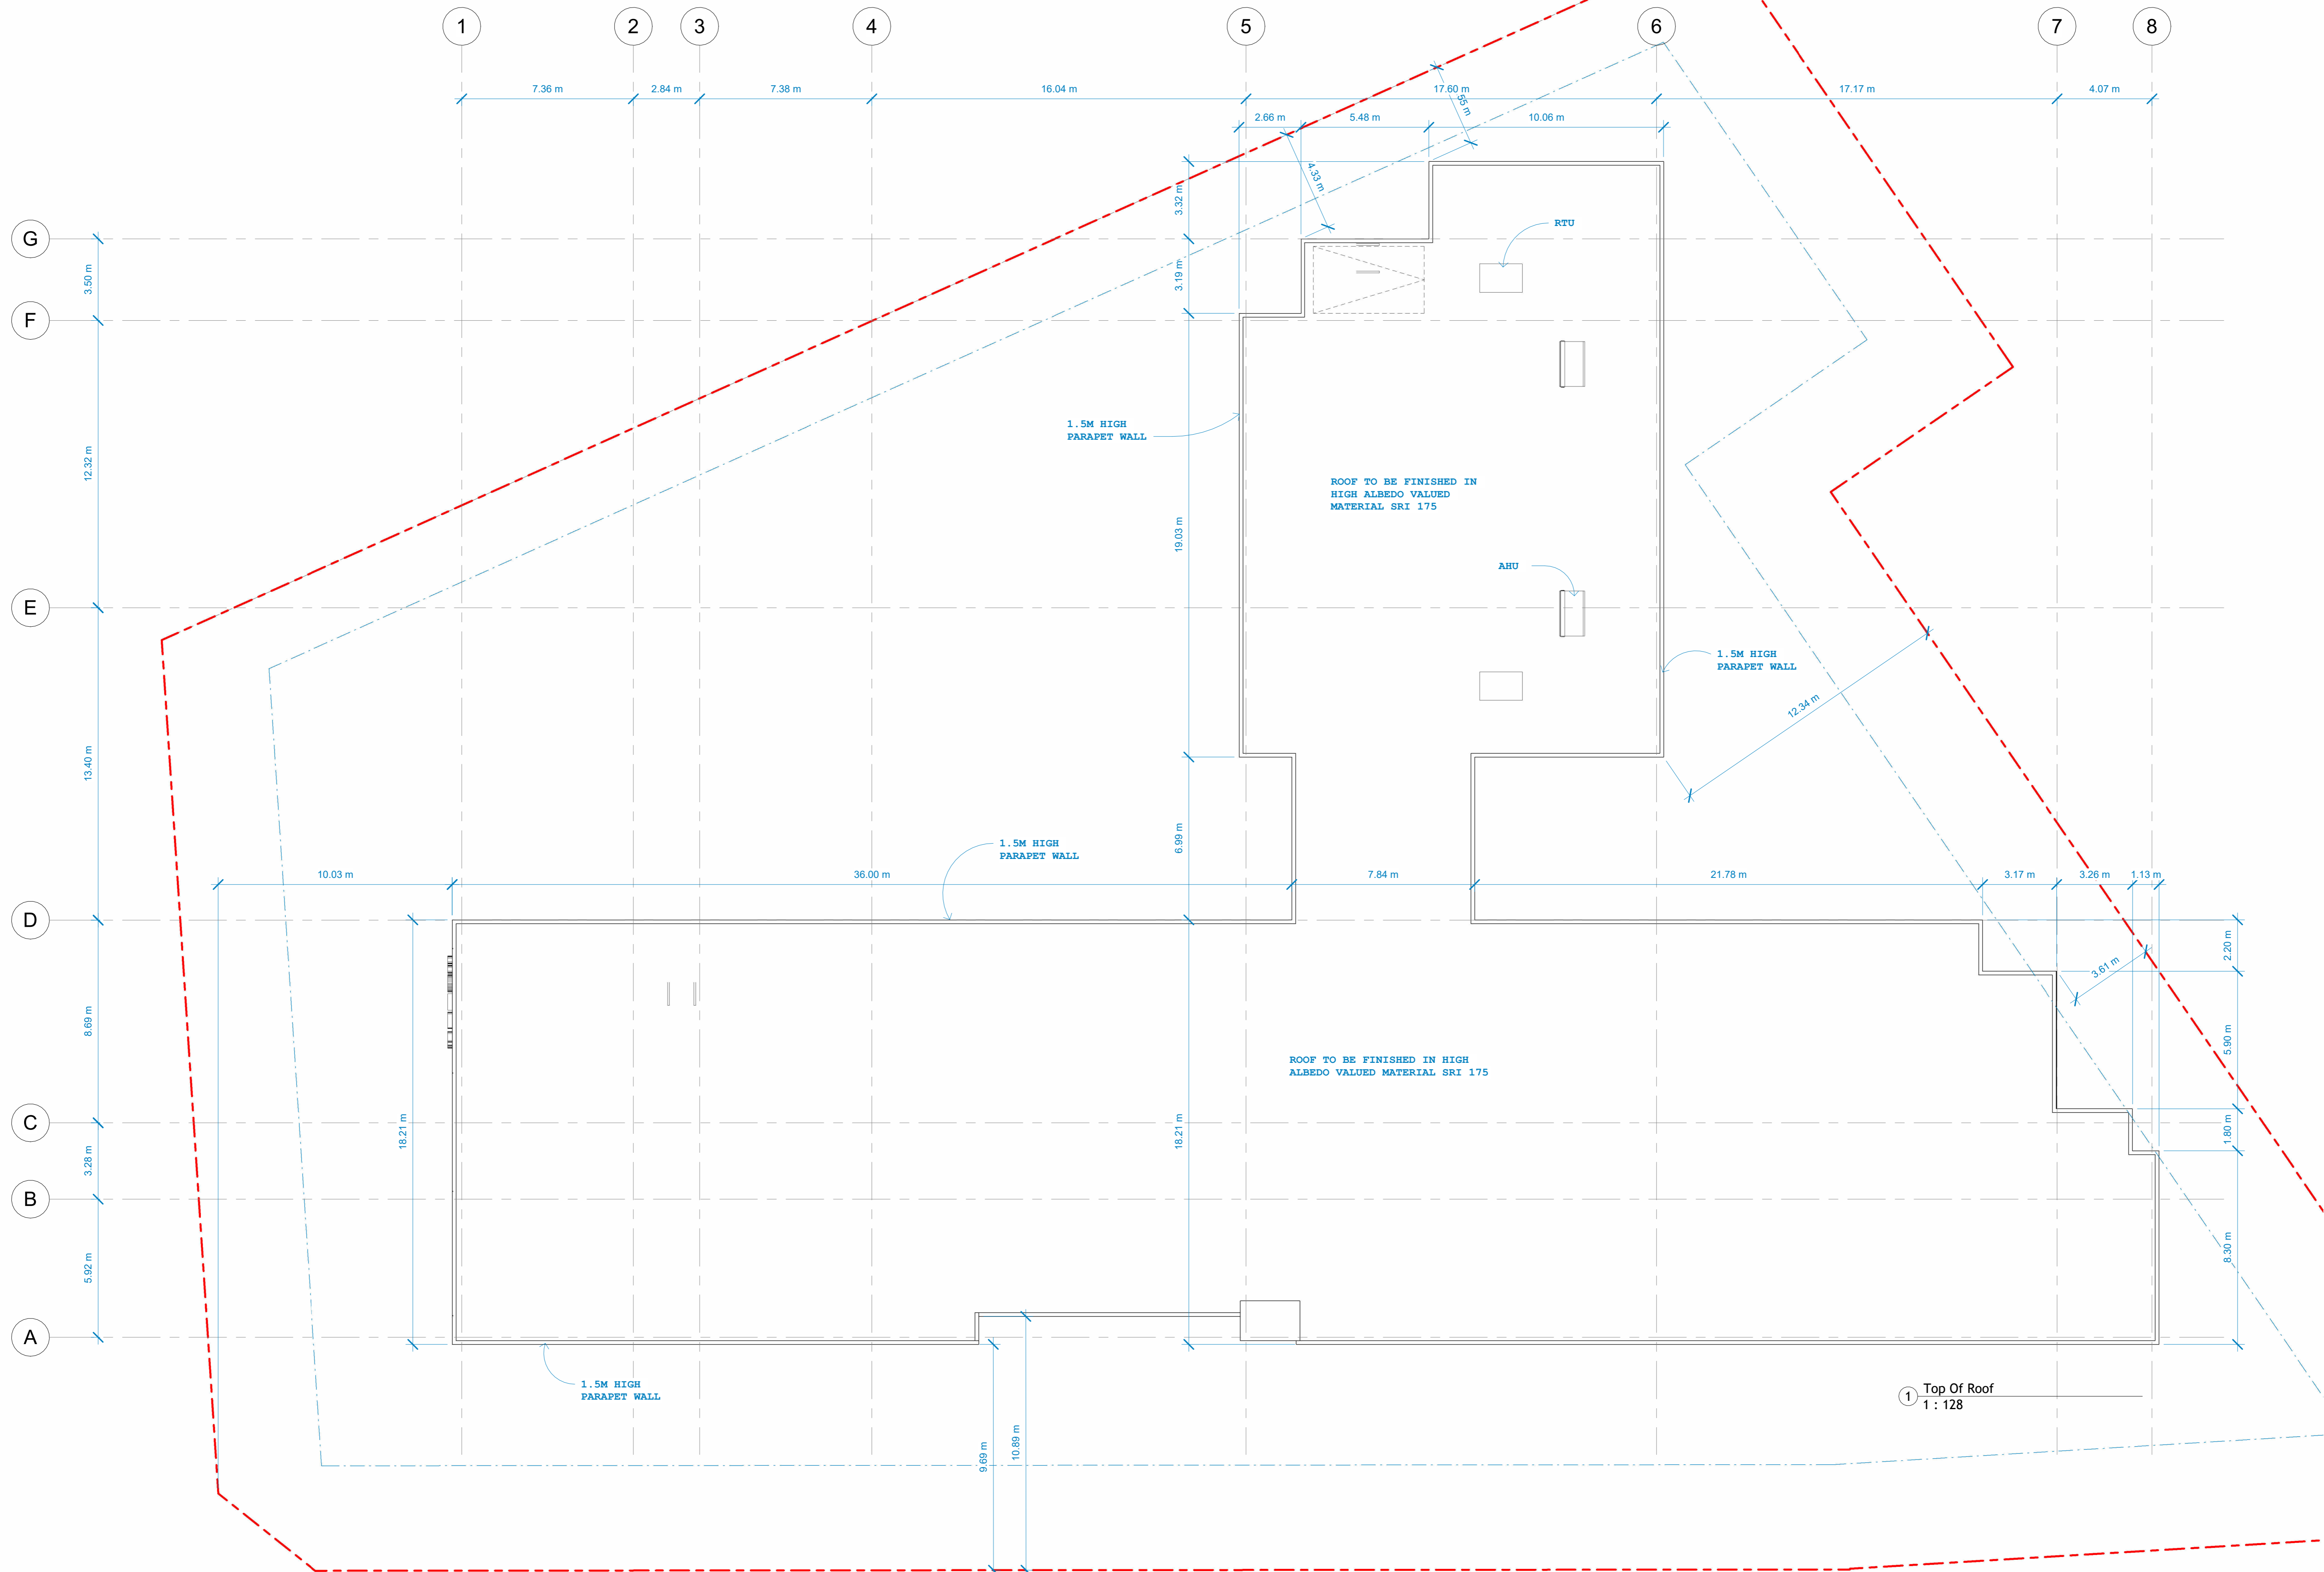 1
2
3
4
5
6
7
8
7.36 m
2.84 m
7.38 m
16.04 m
17.60 m
17.17 m
4.07 m
2.66 m
5.48 m
10.06 m
55 m
4.33 m
3.32 m
3.19 m
RTU
G
3.50 m
F
12.32 m
1.5M HIGH
PARAPET WALL
ROOF TO BE FINISHED IN
HIGH ALBEDO VALUED
MATERIAL SRI 175
19.03 m
AHU
E
1.5M HIGH
PARAPET WALL
12.34 m
13.40 m
6.99 m
1.5M HIGH
PARAPET WALL
10.03 m
36.00 m
7.84 m
21.78 m
3.17 m
3.26 m
1.13 m
D
2.20 m
3.61 m
8.69 m
5.90 m
ROOF TO BE FINISHED IN HIGH
ALBEDO VALUED MATERIAL SRI 175
C
18.21 m
18.21 m
1.80 m
3.28 m
B
5.92 m
8.30 m
A
1.5M HIGH
PARAPET WALL
9.69 m
10.89 m
1
Top Of Roof
1 : 128